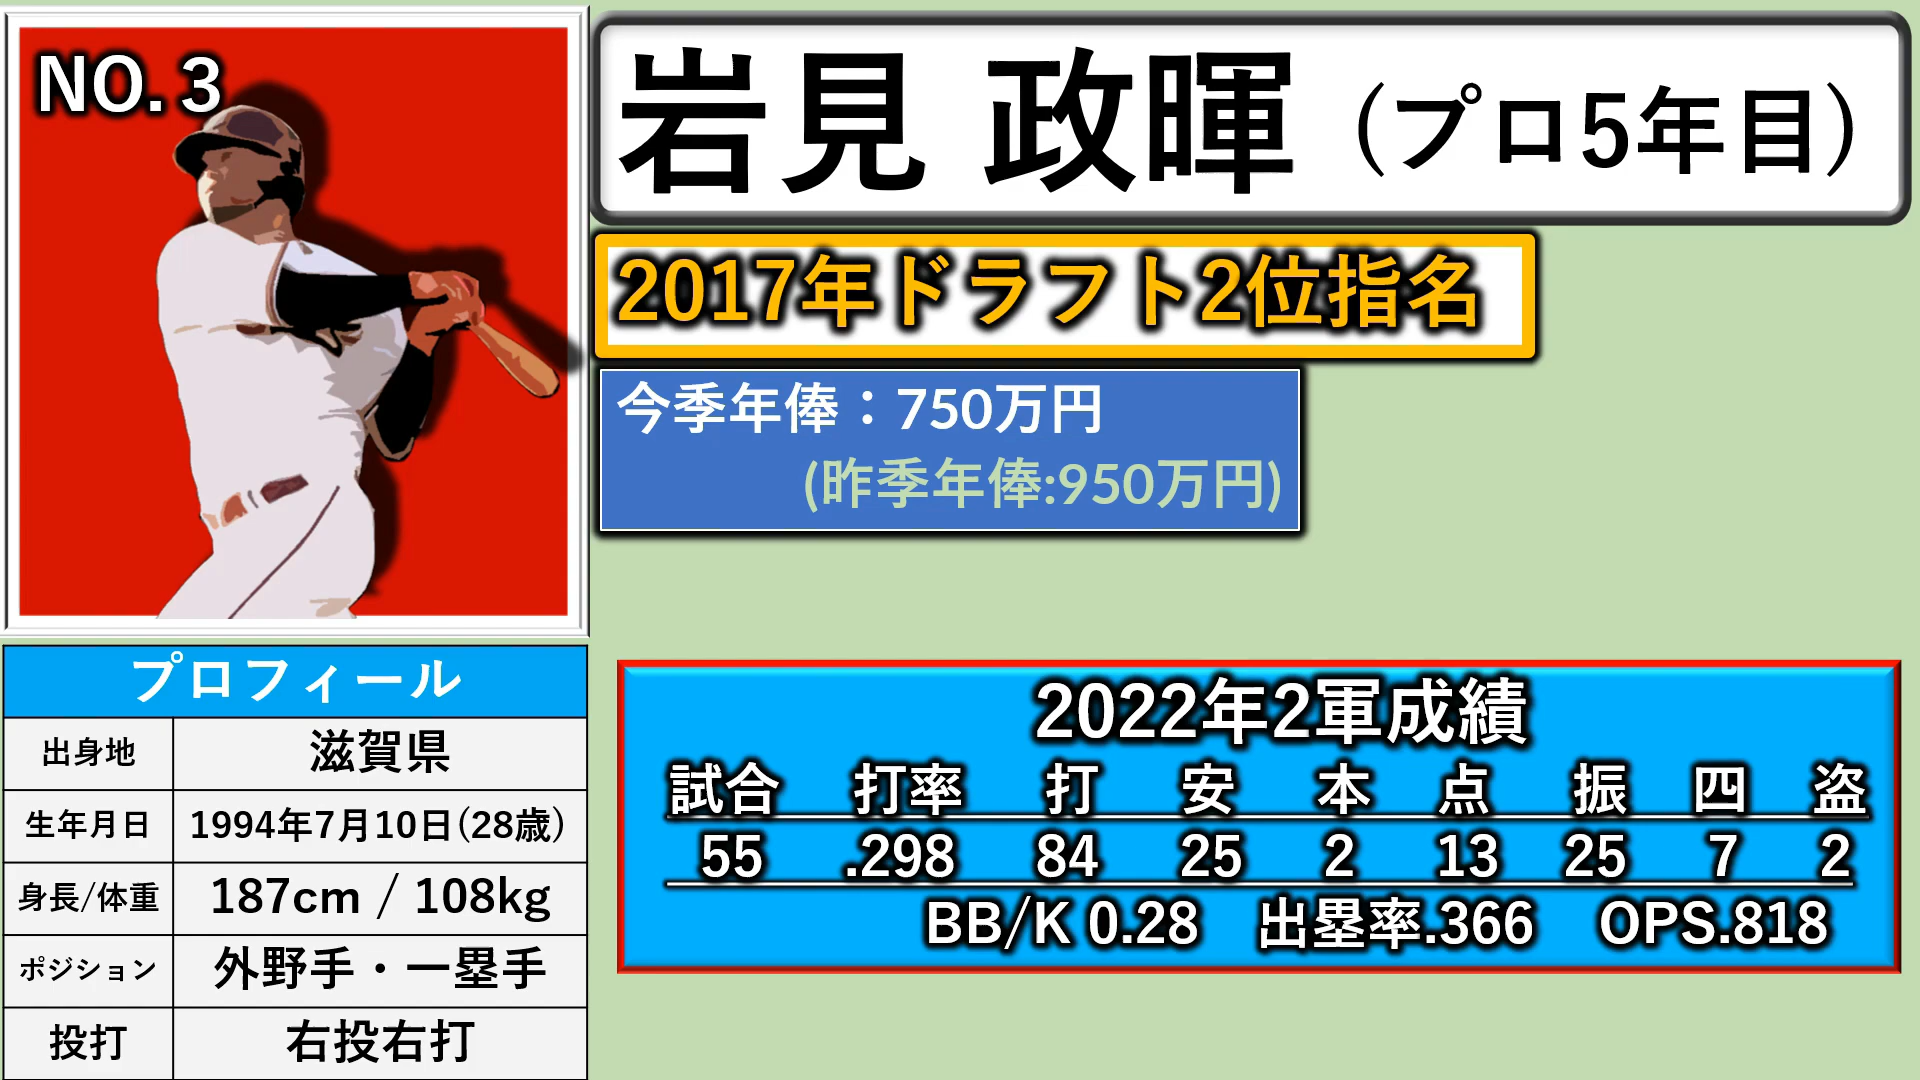 NO.3
岩見 政暉（プロ5年目）
2017年ドラフト2位指名
今季年俸：750万円
(昨季年俸:950万円)
プロフィール
出身地 滋賀県
生年月日 1994年7月10日(28歳)
身長/体重 187cm / 108kg
ポジション 外野手・一塁手
投打 右投右打
2022年2軍成績
試合 打率 打 安 本 点 振 四 盗
55 .298 84 25 2 13 25 7 2
BB/K 0.28 出塁率.366 OPS.818